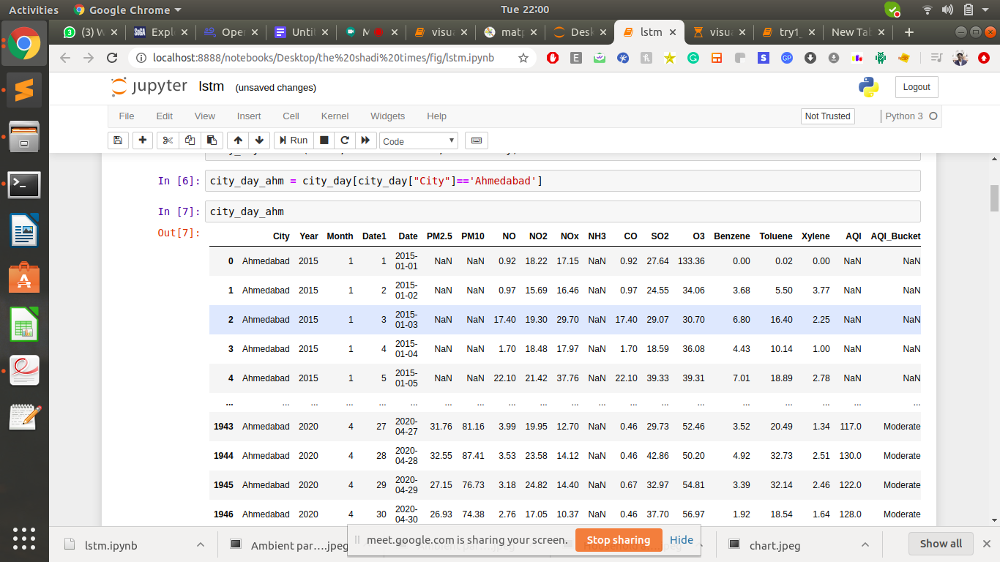 Activities Google Chrome Tue 22:00
(3) W Expl Oper Untit M visua matp Desk lstm visua try1_ New Tab
localhost:8888/notebooks/Desktop/the%20shadi%20times/fig/lstm.ipynb
jupyter lstm (unsaved changes) Logout
File Edit View Insert Cell Kernel Widgets Help Not Trusted Python 3
Run Code
In [6]: city_day_ahm = city_day[city_day["City"]=='Ahmedabad']
In [7]: city_day_ahm
Out[7]:
City Year Month Date1 Date PM2.5 PM10 NO NO2 NOx NH3 CO SO2 O3 Benzene Toluene Xylene AQI AQI_Bucket
0 Ahmedabad 2015 1 1 2015-01-01 NaN NaN 0.92 18.22 17.15 NaN 0.92 27.64 133.36 0.00 0.02 0.00 NaN NaN
1 Ahmedabad 2015 1 2 2015-01-02 NaN NaN 0.97 15.69 16.46 NaN 0.97 24.55 34.06 3.68 5.50 3.77 NaN NaN
2 Ahmedabad 2015 1 3 2015-01-03 NaN NaN 17.40 19.30 29.70 NaN 17.40 29.07 30.70 6.80 16.40 2.25 NaN NaN
3 Ahmedabad 2015 1 4 2015-01-04 NaN NaN 1.70 18.48 17.97 NaN 1.70 18.59 36.08 4.43 10.14 1.00 NaN NaN
4 Ahmedabad 2015 1 5 2015-01-05 NaN NaN 22.10 21.42 37.76 NaN 22.10 39.33 39.31 7.01 18.89 2.78 NaN NaN
... ... ... ... ... ... ... ... ... ... ... ... ... ... ... ... ... ... ... ...
1943 Ahmedabad 2020 4 27 2020-04-27 31.76 81.16 3.99 19.95 12.70 NaN 0.46 29.73 52.46 3.52 20.49 1.34 117.0 Moderate
1944 Ahmedabad 2020 4 28 2020-04-28 32.55 87.41 3.53 23.58 14.12 NaN 0.46 42.86 50.20 4.92 32.73 2.51 130.0 Moderate
1945 Ahmedabad 2020 4 29 2020-04-29 27.15 76.73 3.18 24.82 14.40 NaN 0.67 32.97 54.81 3.39 32.14 2.46 122.0 Moderate
1946 Ahmedabad 2020 4 30 2020-04-30 26.93 74.38 2.76 17.05 10.37 NaN 0.46 37.70 56.97 1.92 18.54 1.64 128.0 Moderate
meet.google.com is sharing your screen. Stop sharing Hide
lstm.ipynb Ambient par....jpeg chart.jpeg Show all